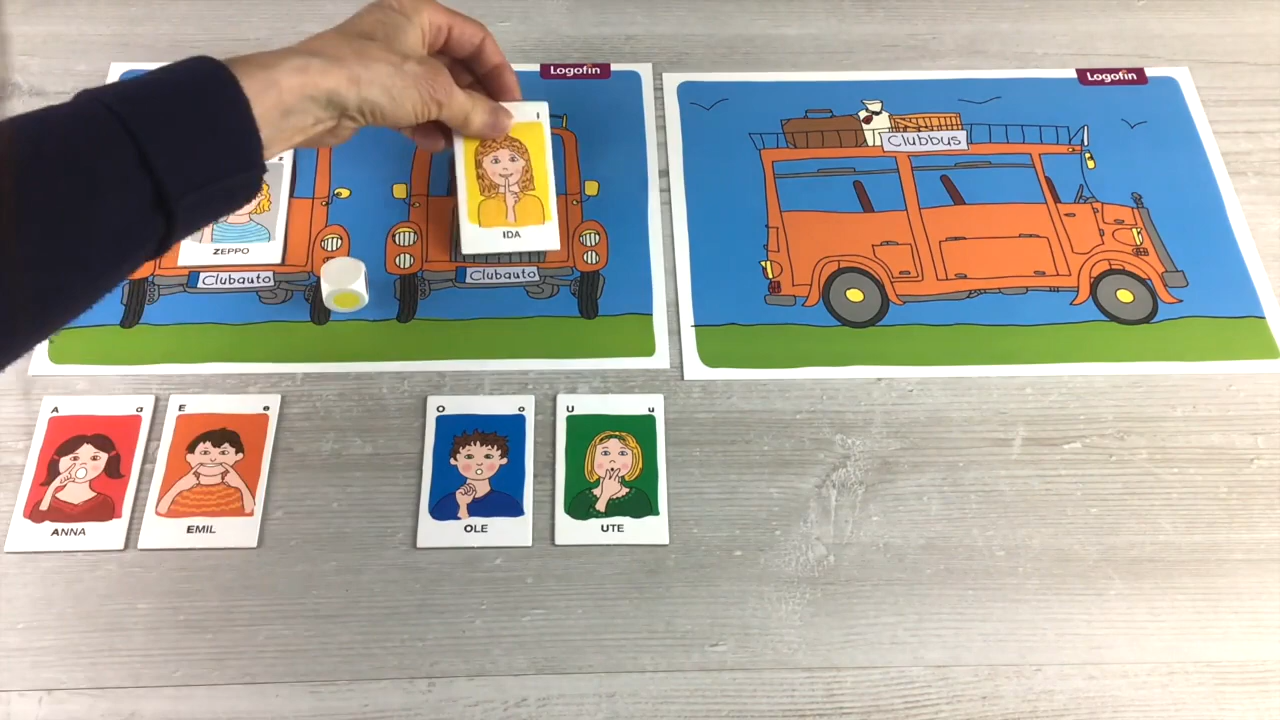 Logofin
I
z
IDA
ZEPPO
Clubauto
Clubauto
Logofin
Clubbus
A a
ANNA
E e
EMIL
O o
OLE
U u
UTE